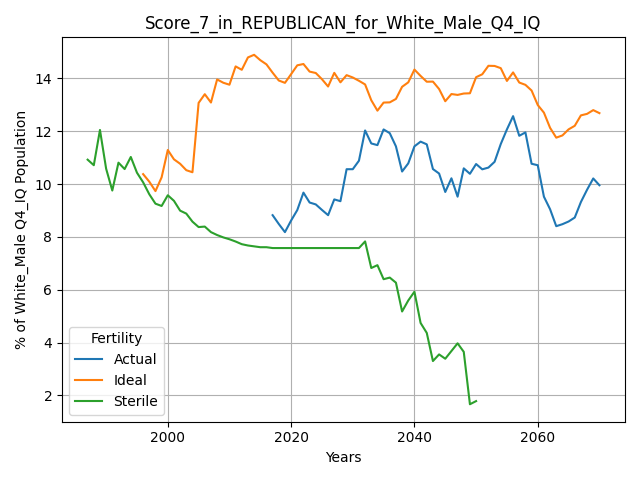 Score_7_in_REPUBLICAN_for_White_Male_Q4_IQ
% of White_Male Q4_IQ Population
14
12
10
8
6
4
2
Fertility
Actual
Ideal
Sterile
2000
2020
2040
2060
Years